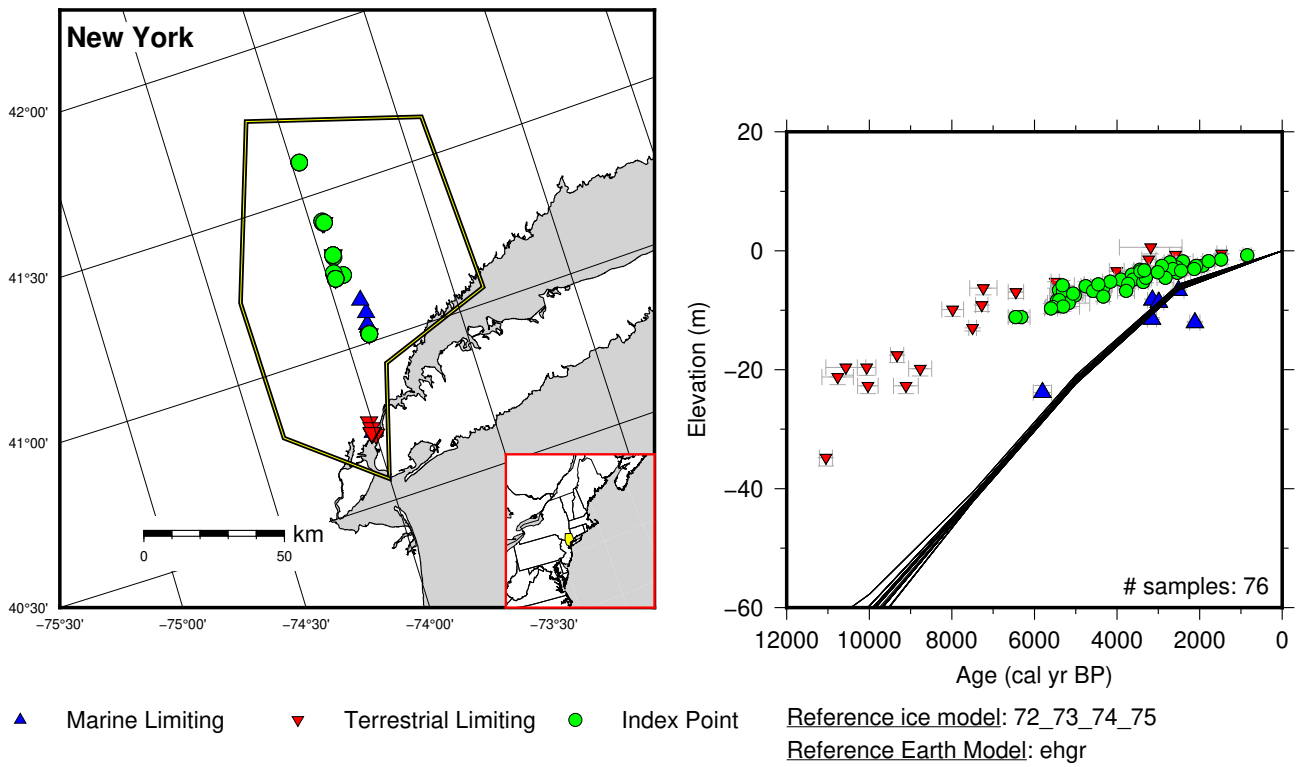 New York
42°00'
41°30'
41°00'
40°30'
−75°30'
−75°00'
−74°30'
−74°00'
−73°30'
km
0
50
20
0
−20
−40
−60
Elevation (m)
# samples: 76
12000
10000
8000
6000
4000
2000
0
Age (cal yr BP)
Marine Limiting
Terrestrial Limiting
Index Point
Reference ice model: 72_73_74_75
Reference Earth Model: ehgr